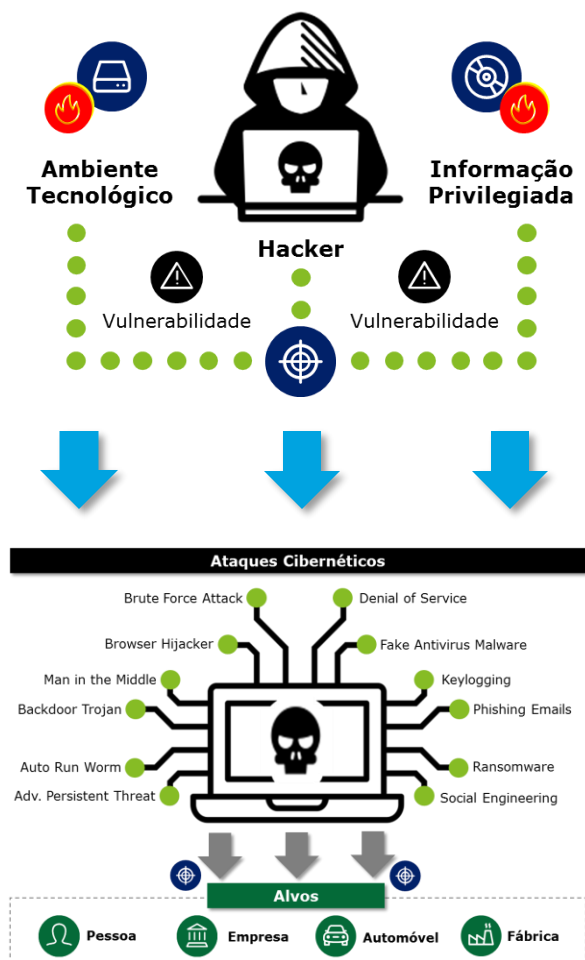 Ambiente
Tecnológico
Informação
Privilegiada
Hacker
Vulnerabilidade
Vulnerabilidade
Ataques Cibernéticos
Brute Force Attack
Denial of Service
Browser Hijacker
Fake Antivirus Malware
Man in the Middle
Keylogging
Backdoor Trojan
Phishing Emails
Auto Run Worm
Ransomware
Adv. Persistent Threat
Social Engineering
Alvos
Pessoa
Empresa
Automóvel
Fábrica